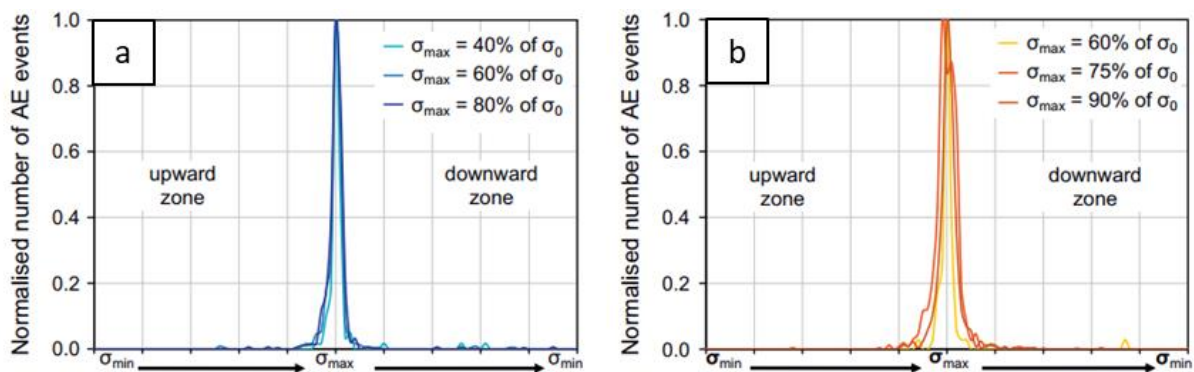 a
Normalised number of AE events
1.0
0.8
0.6
0.4
0.2
0.0
σmax = 40% of σ0
σmax = 60% of σ0
σmax = 80% of σ0
upward
zone
downward
zone
σmin
σmax
σmin
b
Normalised number of AE events
1.0
0.8
0.6
0.4
0.2
0.0
σmax = 60% of σ0
σmax = 75% of σ0
σmax = 90% of σ0
upward
zone
downward
zone
σmin
σmax
σmin